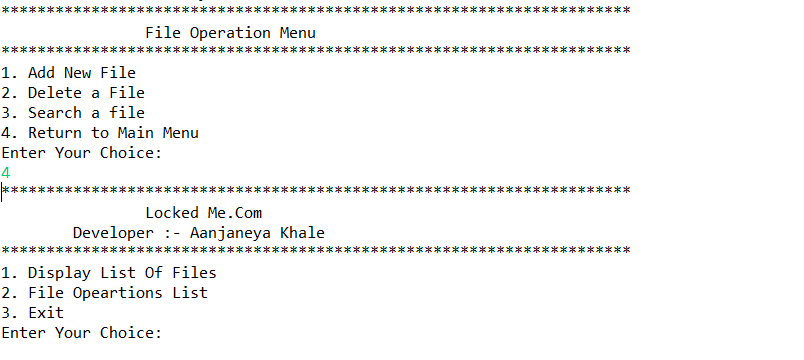 **********************************************************************
File Operation Menu
**********************************************************************
1. Add New File
2. Delete a File
3. Search a file
4. Return to Main Menu
Enter Your Choice:
4
**********************************************************************
Locked Me.Com
Developer :- Aanjaneya Khale
**********************************************************************
1. Display List Of Files
2. File Opeartions List
3. Exit
Enter Your Choice: